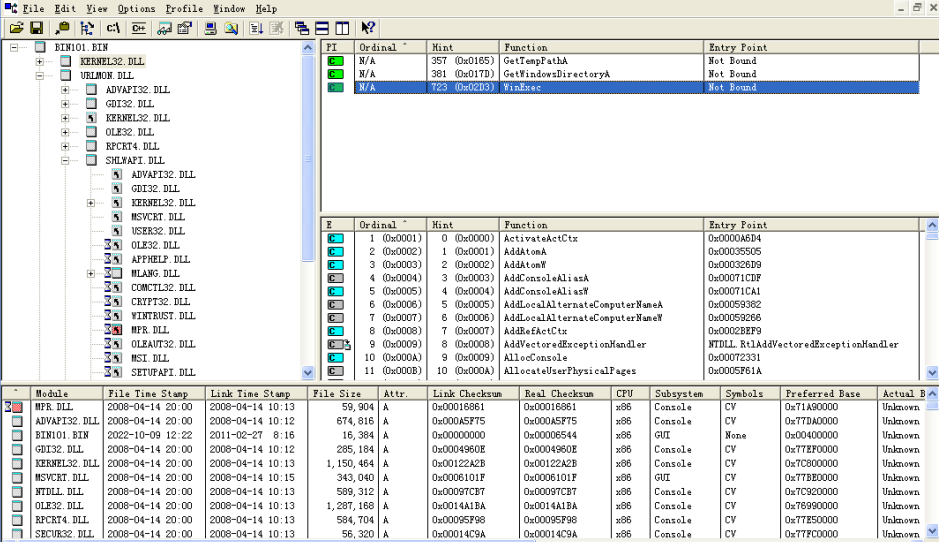 File Edit View Options Profile Window Help
C:\ C++
BIN101.BIN
KERNEL32.DLL
URLMON.DLL
ADVAPI32.DLL
GDI32.DLL
KERNEL32.DLL
OLE32.DLL
RPCRT4.DLL
SHLWAPI.DLL
ADVAPI32.DLL
GDI32.DLL
KERNEL32.DLL
MSVCRT.DLL
USER32.DLL
OLE32.DLL
APPHELP.DLL
MLANG.DLL
COMCTL32.DLL
CRYPT32.DLL
WINTRUST.DLL
MPR.DLL
OLEAUT32.DLL
MSI.DLL
SETUPAPI.DLL
PI Ordinal ^ Hint Function Entry Point
C N/A 357 (0x0165) GetTempPathA Not Bound
C N/A 381 (0x017D) GetWindowsDirectoryA Not Bound
C N/A 723 (0x02D3) WinExec Not Bound
E Ordinal ^ Hint Function Entry Point
C 1 (0x0001) 0 (0x0000) ActivateActCtx 0x0000A6D4
C 2 (0x0002) 1 (0x0001) AddAtomA 0x00035505
C 3 (0x0003) 2 (0x0002) AddAtomW 0x000326D9
C 4 (0x0004) 3 (0x0003) AddConsoleAliasA 0x00071CDF
C 5 (0x0005) 4 (0x0004) AddConsoleAliasW 0x00071CA1
C 6 (0x0006) 5 (0x0005) AddLocalAlternateComputerNameA 0x00059382
C 7 (0x0007) 6 (0x0006) AddLocalAlternateComputerNameW 0x00059266
C 8 (0x0008) 7 (0x0007) AddRefActCtx 0x0002BEF9
C 9 (0x0009) 8 (0x0008) AddVectoredExceptionHandler NTDLL.RtlAddVectoredExceptionHandler
C 10 (0x000A) 9 (0x0009) AllocConsole 0x00072331
C 11 (0x000B) 10 (0x000A) AllocateUserPhysicalPages 0x0005F61A
^ Module File Time Stamp Link Time Stamp File Size Attr. Link Checksum Real Checksum CPU Subsystem Symbols Preferred Base Actual B
MPR.DLL 2008-04-14 20:00 2008-04-14 10:13 59,904 A 0x00016861 0x00016861 x86 Console CV 0x71A90000 Unknown
ADVAPI32.DLL 2008-04-14 20:00 2008-04-14 10:12 674,816 A 0x000A5F75 0x000A5F75 x86 Console CV 0x77DA0000 Unknown
BIN101.BIN 2022-10-09 12:22 2011-02-27 8:16 16,384 A 0x00000000 0x00006544 x86 GUI None 0x00400000 Unknown
GDI32.DLL 2008-04-14 20:00 2008-04-14 10:12 285,184 A 0x0004960E 0x0004960E x86 Console CV 0x77EF0000 Unknown
KERNEL32.DLL 2008-04-14 20:00 2008-04-14 10:13 1,150,464 A 0x00122A2B 0x00122A2B x86 Console CV 0x7C800000 Unknown
MSVCRT.DLL 2008-04-14 20:00 2008-04-14 10:15 343,040 A 0x0006101F 0x0006101F x86 GUI CV 0x77BE0000 Unknown
NTDLL.DLL 2008-04-14 20:00 2008-04-14 10:13 589,312 A 0x00097CB7 0x00097CB7 x86 Console CV 0x7C920000 Unknown
OLE32.DLL 2008-04-14 20:00 2008-04-14 10:13 1,287,168 A 0x0014A1BA 0x0014A1BA x86 Console CV 0x76990000 Unknown
RPCRT4.DLL 2008-04-14 20:00 2008-04-14 10:13 584,704 A 0x00095F98 0x00095F98 x86 Console CV 0x77E50000 Unknown
SECUR32.DLL 2008-04-14 20:00 2008-04-14 10:13 56,320 A 0x00014C9A 0x00014C9A x86 Console CV 0x77FC0000 Unknown